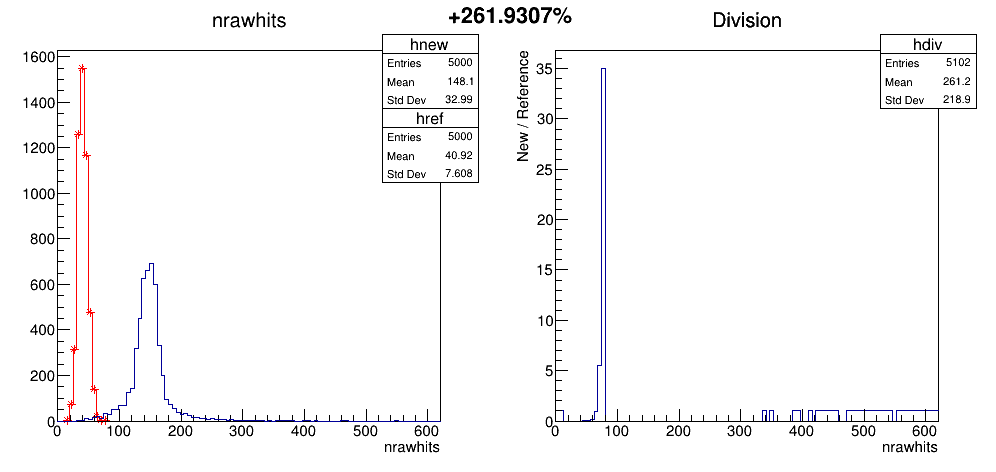 +261.9307%
nrawhits
hnew
Entries 5000
Mean 148.1
Std Dev 32.99
href
Entries 5000
Mean 40.92
Std Dev 7.608
1600
1400
1200
1000
800
600
400
200
0
0 100 200 300 400 500 600
nrawhits
Division
hdiv
Entries 5102
Mean 261.2
Std Dev 218.9
New / Reference
35
30
25
20
15
10
5
0
0 100 200 300 400 500 600
nrawhits